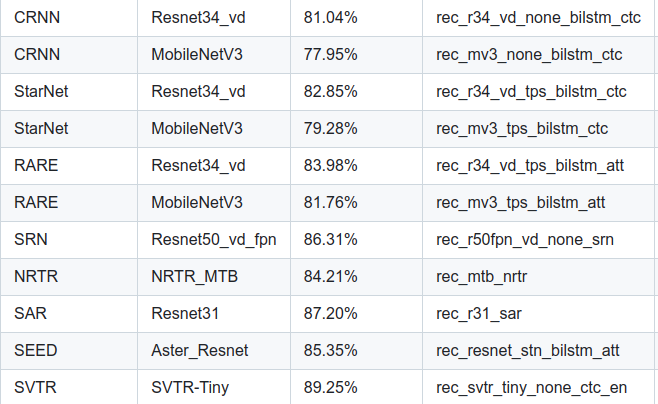 CRNN Resnet34_vd 81.04% rec_r34_vd_none_bilstm_ctc
CRNN MobileNetV3 77.95% rec_mv3_none_bilstm_ctc
StarNet Resnet34_vd 82.85% rec_r34_vd_tps_bilstm_ctc
StarNet MobileNetV3 79.28% rec_mv3_tps_bilstm_ctc
RARE Resnet34_vd 83.98% rec_r34_vd_tps_bilstm_att
RARE MobileNetV3 81.76% rec_mv3_tps_bilstm_att
SRN Resnet50_vd_fpn 86.31% rec_r50fpn_vd_none_srn
NRTR NRTR_MTB 84.21% rec_mtb_nrtr
SAR Resnet31 87.20% rec_r31_sar
SEED Aster_Resnet 85.35% rec_resnet_stn_bilstm_att
SVTR SVTR-Tiny 89.25% rec_svtr_tiny_none_ctc_en